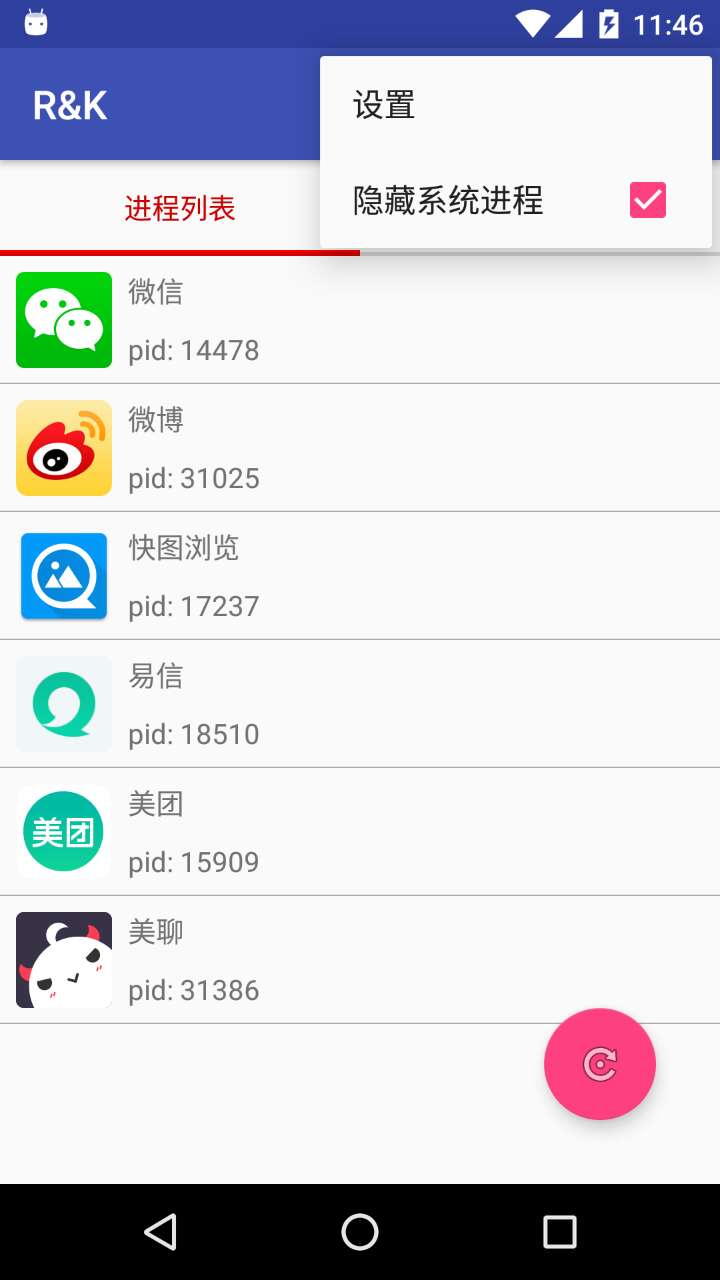 11:46
R&K
设置
隐藏系统进程
进程列表
微信
pid: 14478
微博
pid: 31025
快图浏览
pid: 17237
易信
pid: 18510
美团
美团
pid: 15909
美聊
pid: 31386